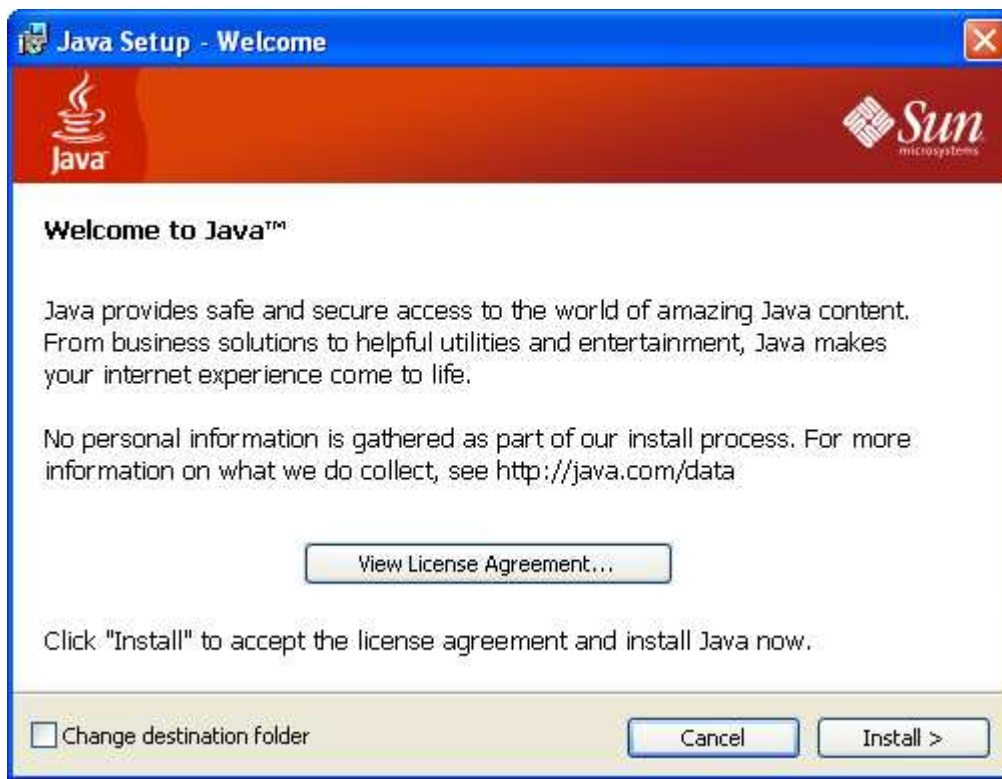 Java Setup - Welcome
Java
Sun
microsystems
Welcome to Java™
Java provides safe and secure access to the world of amazing Java content.
From business solutions to helpful utilities and entertainment, Java makes
your internet experience come to life.
No personal information is gathered as part of our install process. For more
information on what we do collect, see http://java.com/data
View License Agreement...
Click "Install" to accept the license agreement and install Java now.
Change destination folder
Cancel
Install >